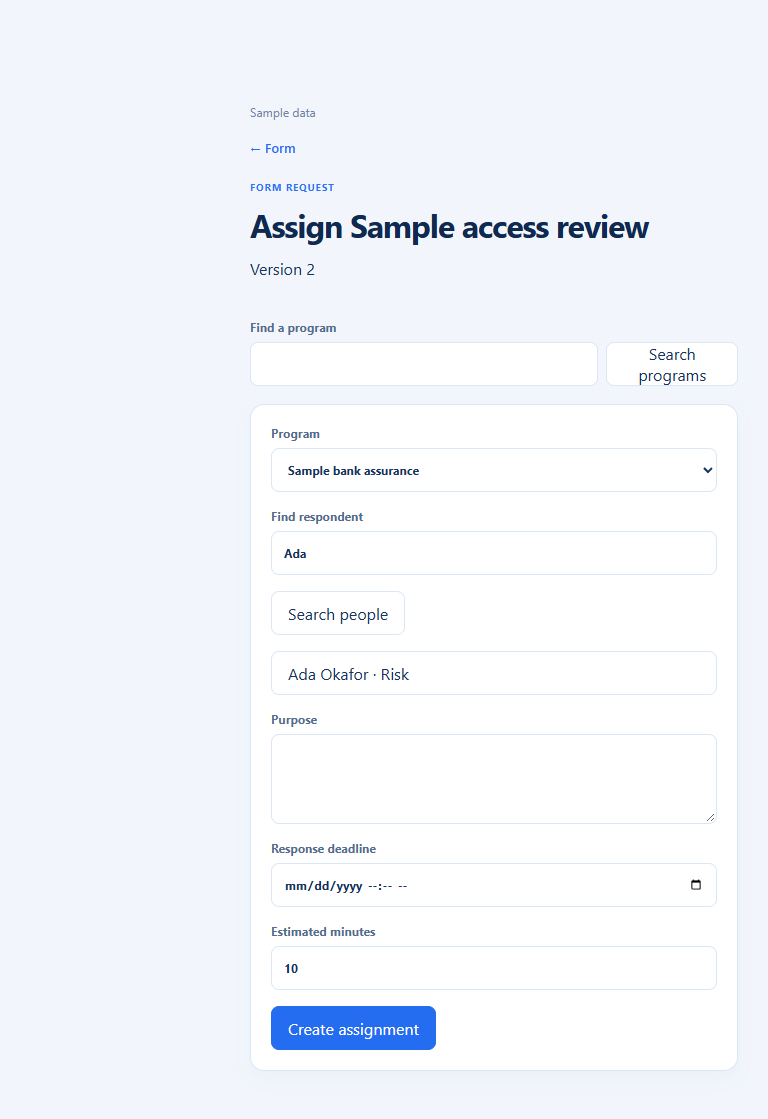 Sample data
← Form
FORM REQUEST
Assign Sample access review
Version 2
Find a program
Search
programs
Program
Sample bank assurance
Find respondent
Ada
Search people
Ada Okafor · Risk
Purpose
Response deadline
mm/dd/yyyy --:-- --
Estimated minutes
10
Create assignment